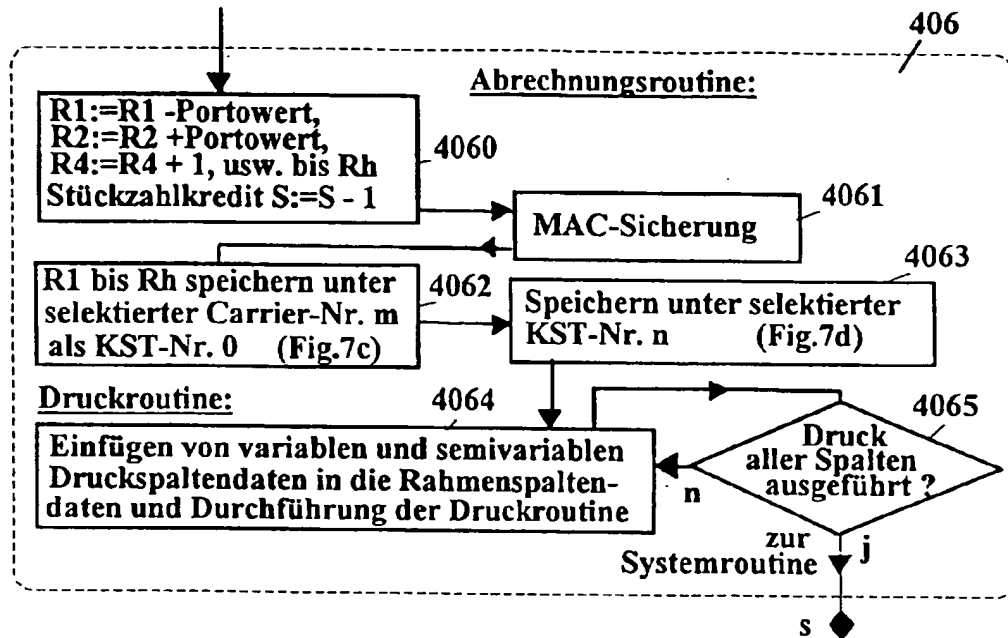 406
Abrechnungsroutine:
R1:=R1 -Portowert,
R2:=R2 +Portowert,
R4:=R4 + 1, usw. bis Rh
Stückzahlkredit S:=S - 1
4060
MAC-Sicherung
4061
R1 bis Rh speichern unter
selektierter Carrier-Nr. m
als KST-Nr. 0 (Fig.7c)
4062
Speichern unter selektierter
KST-Nr. n (Fig.7d)
4063
Druckroutine:
4064
Einfügen von variablen und semivariablen
Druckspaltendaten in die Rahmenspalten-
daten und Durchführung der Druckroutine
4065
Druck
aller Spalten
ausgeführt ?
n
j
zur
Systemroutine
s